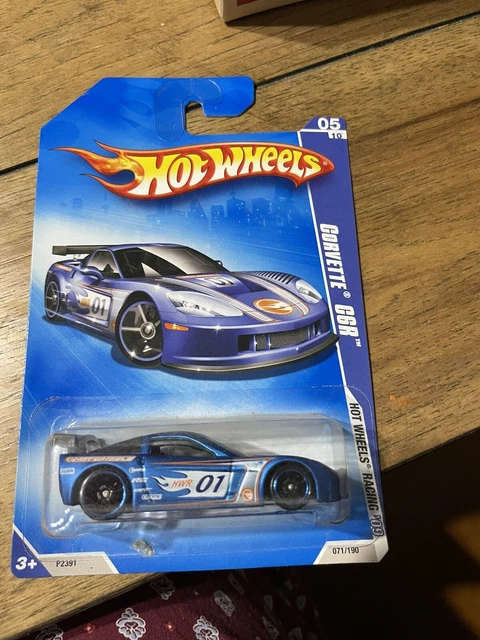 05
10
HOT WHEELS
CORVETTE® C6R™
01
HOT WHEELS® RACING '09
HWR 01
3+
P2391
071/190